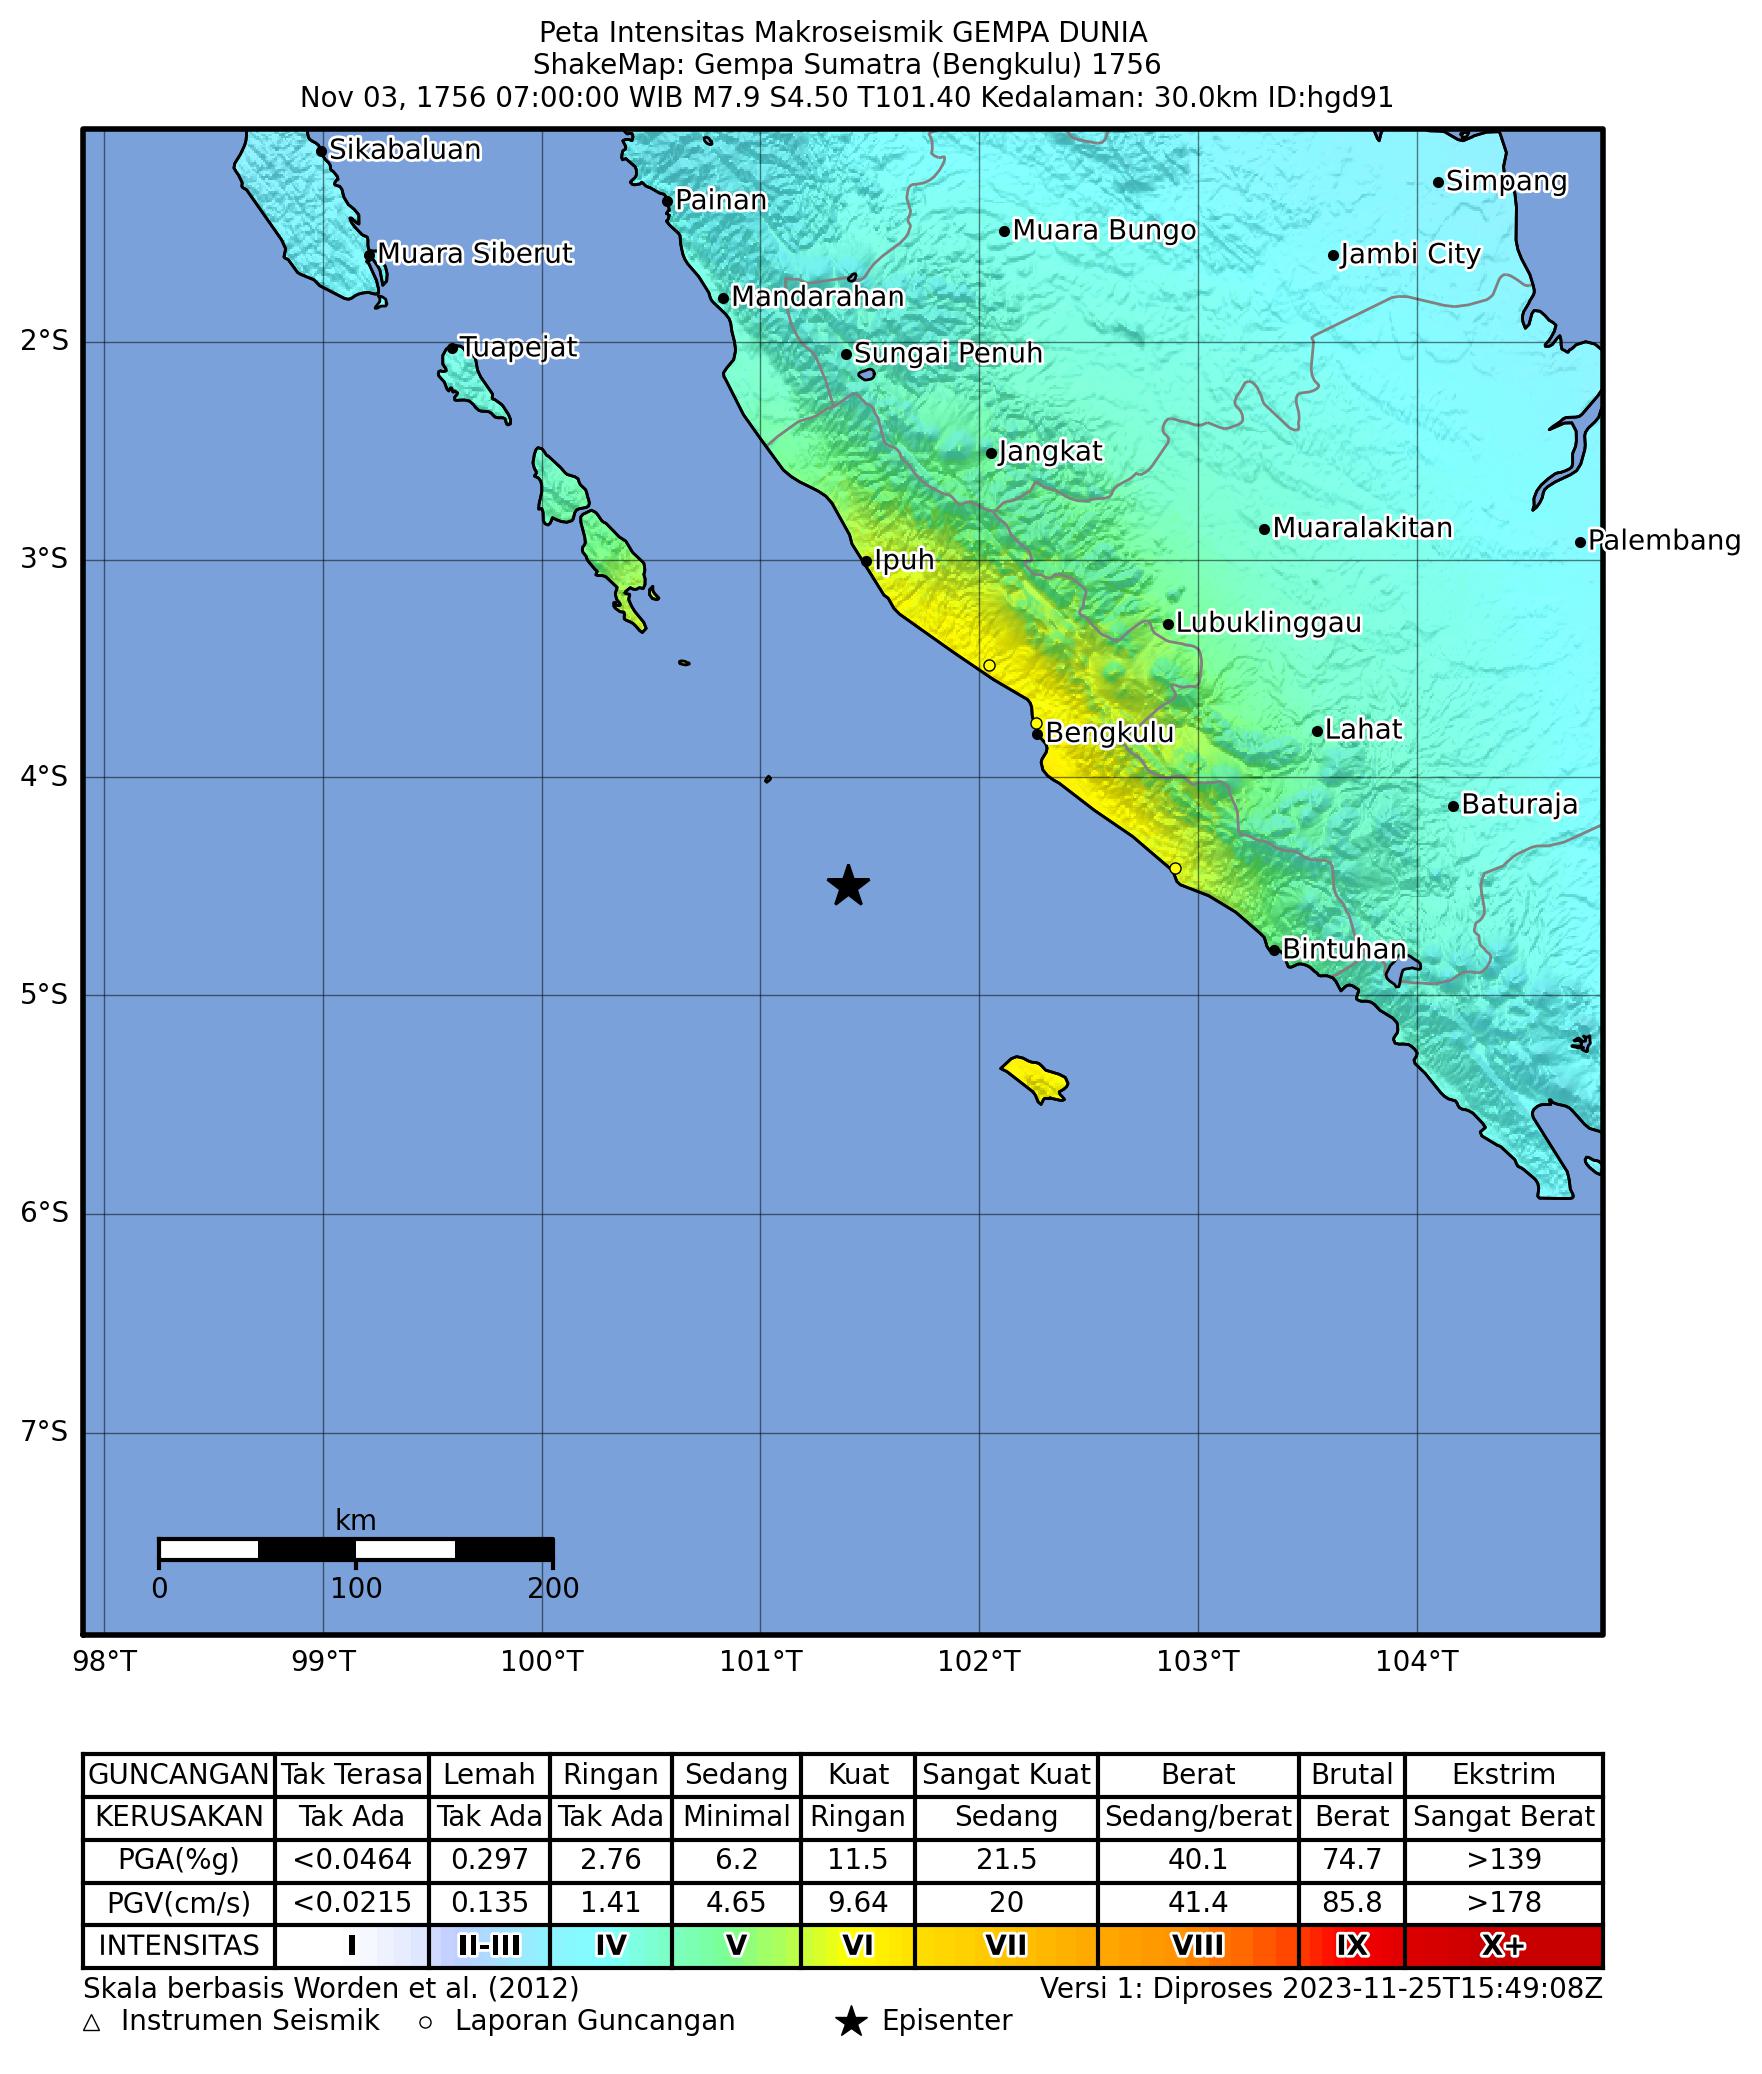 Peta Intensitas Makroseismik GEMPA DUNIA
ShakeMap: Gempa Sumatra (Bengkulu) 1756
Nov 03, 1756 07:00:00 WIB M7.9 S4.50 T101.40 Kedalaman: 30.0km ID:hgd91
Sikabaluan
Simpang
Painan
Muara Bungo
Muara Siberut
Jambi City
Mandarahan
2°S
Tuapejat
Sungai Penuh
Jangkat
Muaralakitan
Palembang
3°S
Ipuh
Lubuklinggau
Bengkulu
Lahat
4°S
Baturaja
Bintuhan
5°S
6°S
7°S
km
0 100 200
98°T 99°T 100°T 101°T 102°T 103°T 104°T
GUNCANGAN Tak Terasa Lemah Ringan Sedang Kuat Sangat Kuat Berat Brutal Ekstrim
KERUSAKAN Tak Ada Tak Ada Tak Ada Minimal Ringan Sedang Sedang/berat Berat Sangat Berat
PGA(%g) <0.0464 0.297 2.76 6.2 11.5 21.5 40.1 74.7 >139
PGV(cm/s) <0.0215 0.135 1.41 4.65 9.64 20 41.4 85.8 >178
INTENSITAS I II-III IV V VI VII VIII IX X+
Skala berbasis Worden et al. (2012) Versi 1: Diproses 2023-11-25T15:49:08Z
Instrumen Seismik Laporan Guncangan Episenter